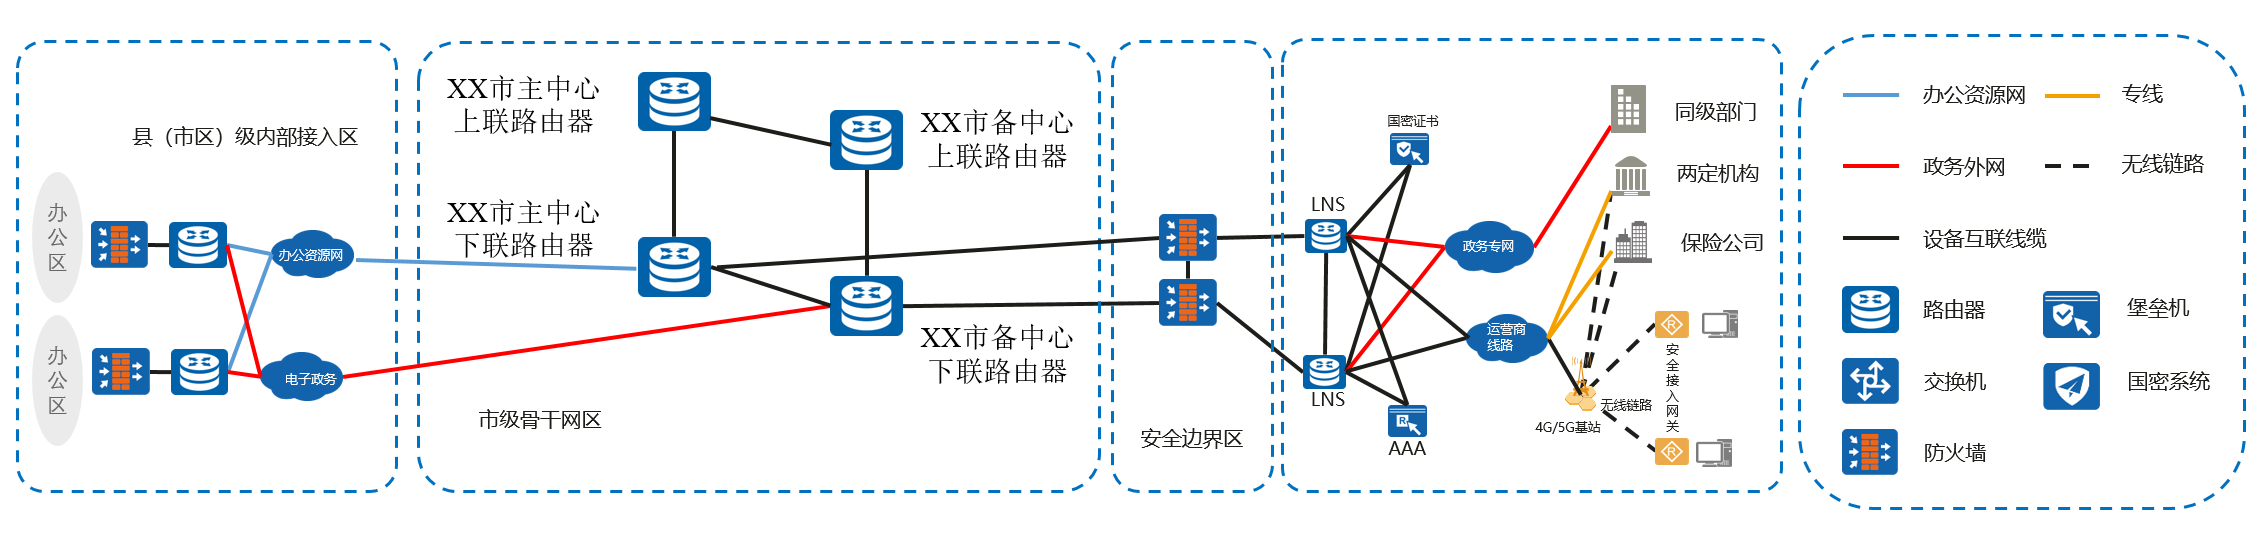 县（市区）级内部接入区
办
公
区
办
公
区
办公资源网
电子政务
XX市主中心
上联路由器
XX市备中心
上联路由器
XX市主中心
下联路由器
XX市备中心
下联路由器
市级骨干网区
安全边界区
国密证书
LNS
LNS
AAA
政务专网
运营商
线路
同级部门
两定机构
保险公司
安
全
接
入
网
关
无线链路
4G/5G基站
办公资源网
专线
政务外网
无线链路
设备互联线缆
路由器
堡垒机
交换机
国密系统
防火墙
R
R
R